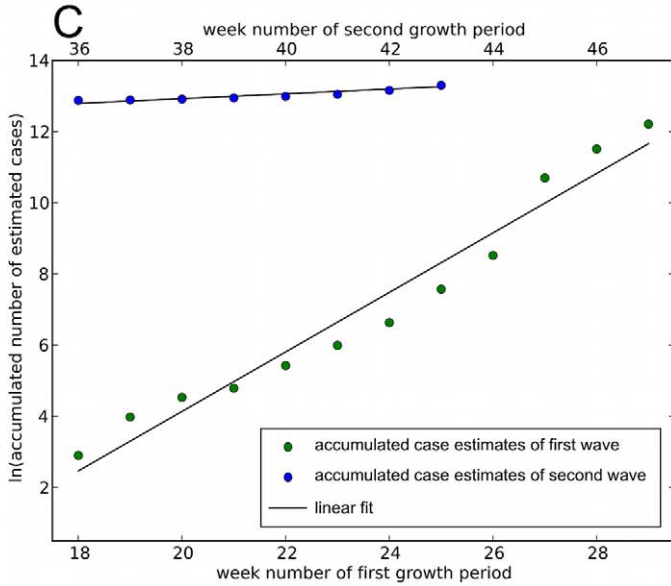 C
week number of second growth period
36 38 40 42 44 46
ln(accumulated number of estimated cases)
14
12
10
8
6
4
2
accumulated case estimates of first wave
accumulated case estimates of second wave
linear fit
18 20 22 24 26 28
week number of first growth period